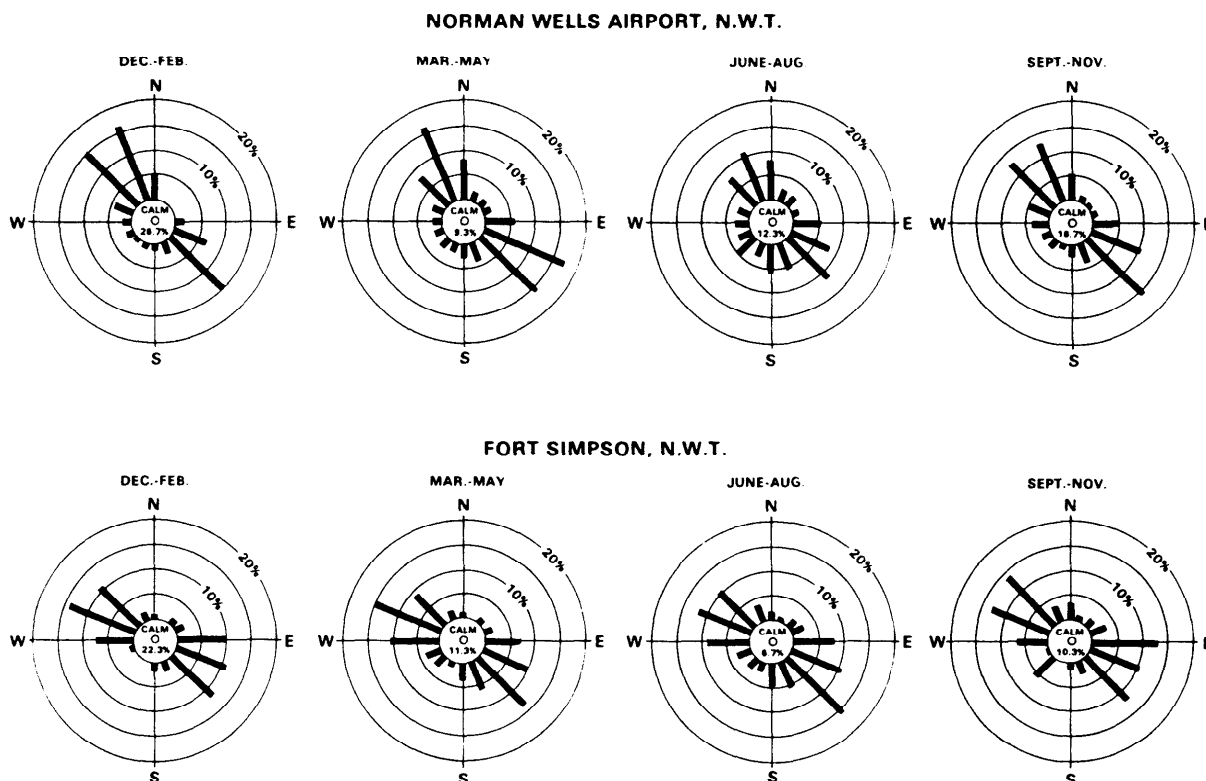 NORMAN WELLS AIRPORT, N.W.T.
DEC.-FEB. MAR.-MAY JUNE-AUG. SEPT.-NOV.
N N N N
20% 20% 20% 20%
10% 10% 10% 10%
W CALM E W CALM E W CALM E W CALM E
9.3% 12.3%
S S S S
FORT SIMPSON, N.W.T.
DEC.-FEB. MAR.-MAY JUNE-AUG. SEPT.-NOV.
N N N N
20% 20% 20% 20%
10% 10% 10% 10%
W CALM E W CALM E W CALM E W CALM E
22.3% 11.3% 10.3%
S S S S